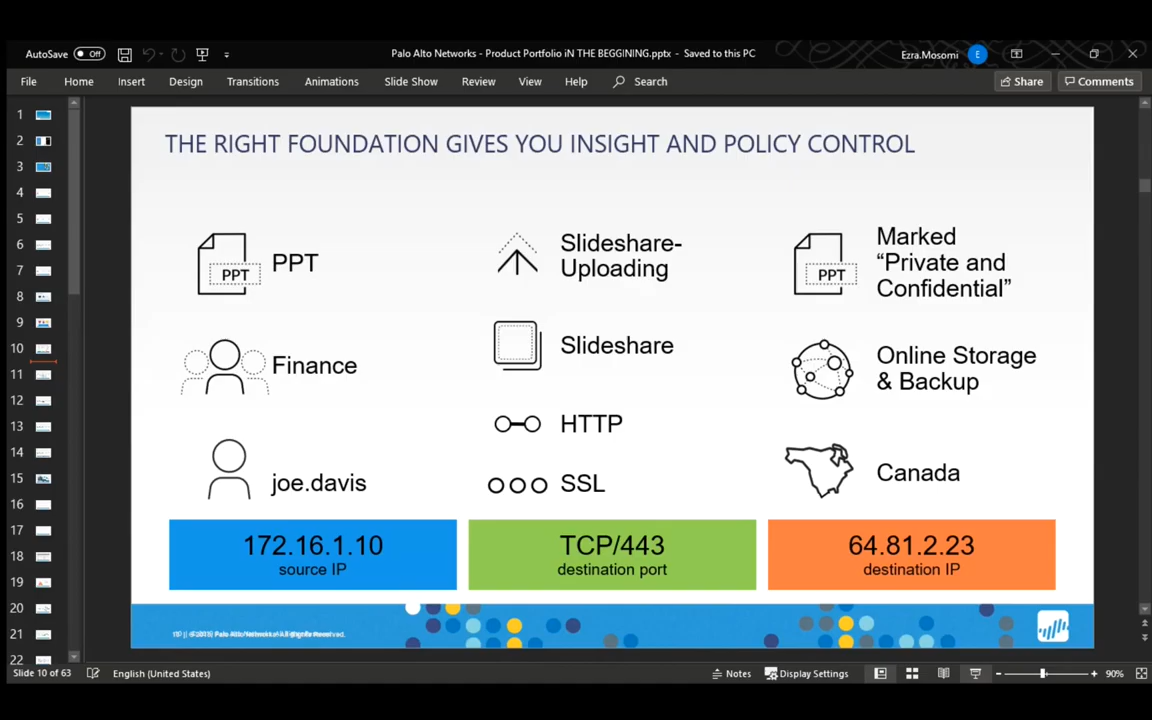 AutoSave Off
Palo Alto Networks - Product Portfolio iN THE BEGGINING.pptx - Saved to this PC
Ezra.Mosomi E
File Home Insert Design Transitions Animations Slide Show Review View Help Search Share Comments
1
2
3
4
5
6
7
8
9
10
11
12
13
14
15
16
17
18
19
20
21
22
THE RIGHT FOUNDATION GIVES YOU INSIGHT AND POLICY CONTROL
PPT
PPT
Finance
joe.davis
172.16.1.10
source IP
Slideshare-
Uploading
Slideshare
HTTP
SSL
TCP/443
destination port
PPT
Marked
“Private and
Confidential”
Online Storage
& Backup
Canada
64.81.2.23
destination IP
Palo Alto Networks
Reserved.
Slide 10 of 63
English (United States)
Notes
Display Settings
90%